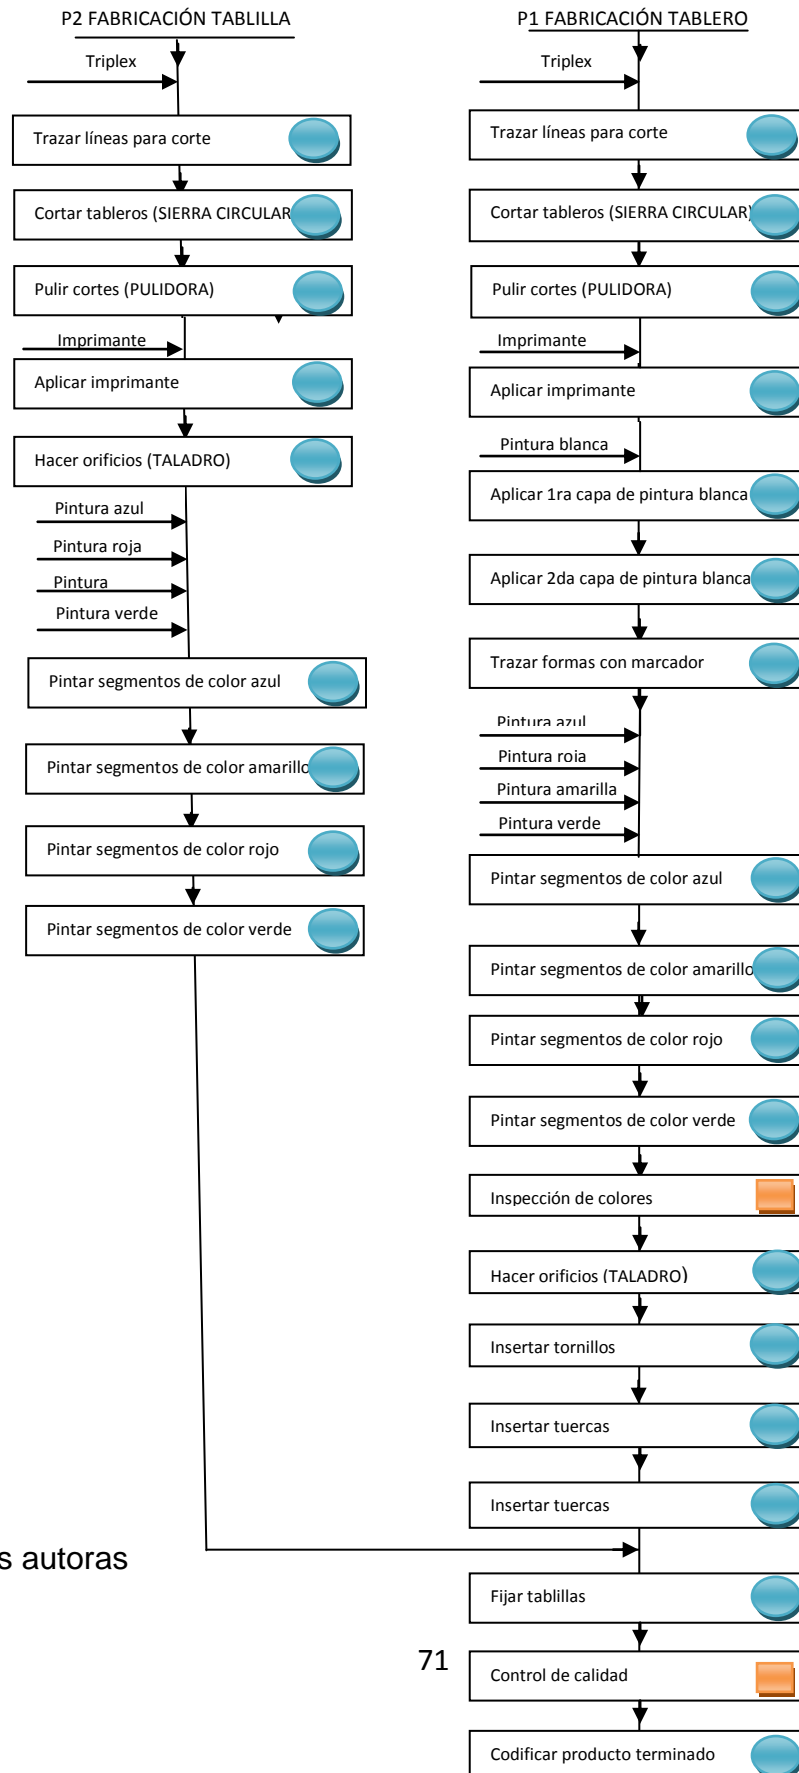 P2 FABRICACIÓN TABLILLA
Triplex
Trazar líneas para corte
Cortar tableros (SIERRA CIRCULAR
Pulir cortes (PULIDORA)
Imprimante
Aplicar imprimante
Hacer orificios (TALADRO)
Pintura azul
Pintura roja
Pintura
Pintura verde
Pintar segmentos de color azul
Pintar segmentos de color amarillo
Pintar segmentos de color rojo
Pintar segmentos de color verde
P1 FABRICACIÓN TABLERO
Triplex
Trazar líneas para corte
Cortar tableros (SIERRA CIRCULAR)
Pulir cortes (PULIDORA)
Imprimante
Aplicar imprimante
Pintura blanca
Aplicar 1ra capa de pintura blanca
Aplicar 2da capa de pintura blanca
Trazar formas con marcador
Pintura azul
Pintura roja
Pintura amarilla
Pintura verde
Pintar segmentos de color azul
Pintar segmentos de color amarillo
Pintar segmentos de color rojo
Pintar segmentos de color verde
Inspección de colores
Hacer orificios (TALADRO)
Insertar tornillos
Insertar tuercas
Insertar tuercas
Fijar tablillas
Control de calidad
Codificar producto terminado
s autoras
71